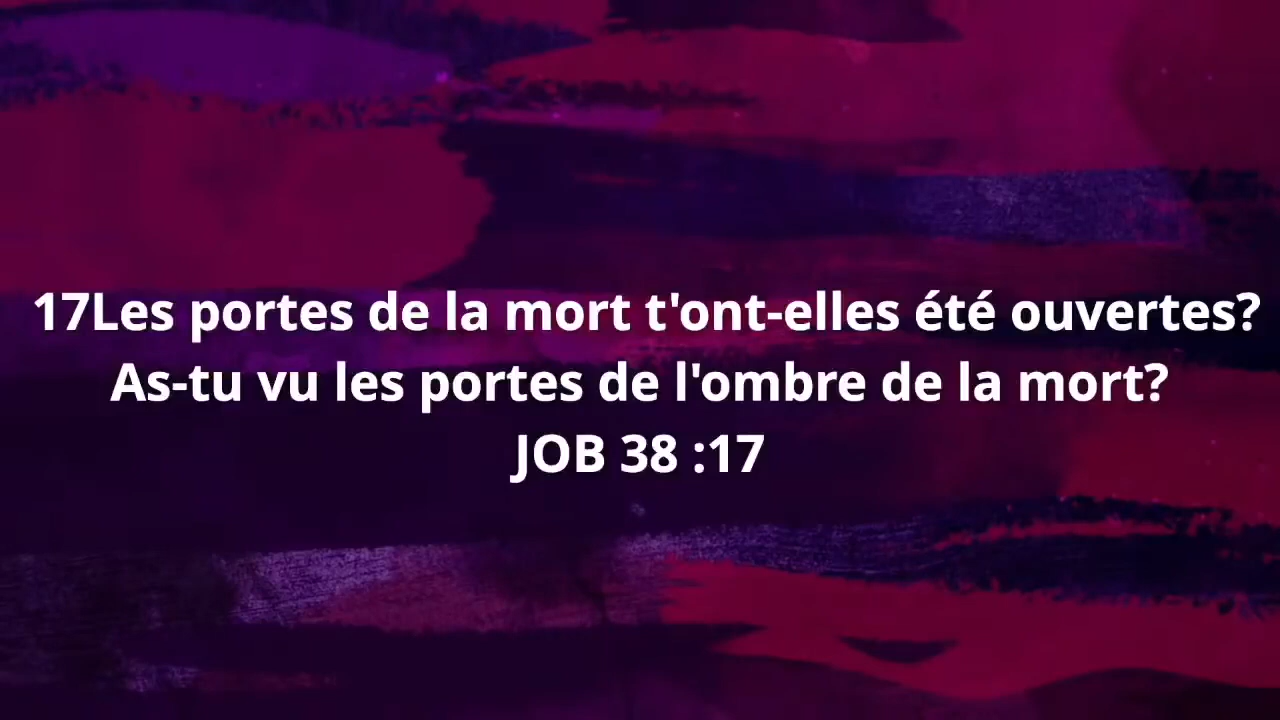 17Les portes de la mort t'ont-elles été ouvertes?
As-tu vu les portes de l'ombre de la mort?
JOB 38 :17